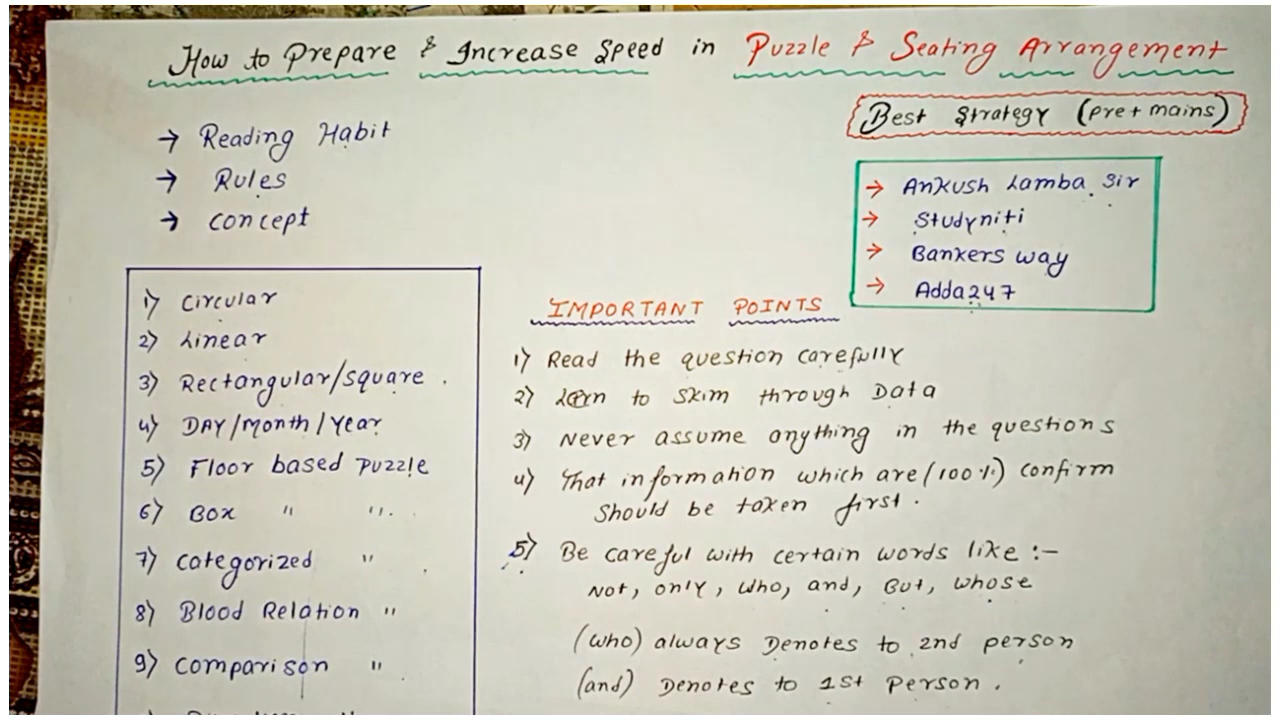 How to Prepare & Increase Speed in Puzzle & Seating Arrangement
Best Strategy (pre + mains)
→ Reading Habit
→ Rules
→ concept
→ Ankush Lamba Sir
→ Studyniti
→ Bankers way
→ Adda247
1) Circular
2) Linear
3) Rectangular/square.
4) DAY/month/Year
5) Floor based Puzzle
6) Box " ".
7) categorized "
8) Blood Relation "
9) comparison "
IMPORTANT POINTS
1) Read the question carefully
2) to skim through Data
3) Never assume anything in the questions
4) That information which are (100%) confirm
should be taken first.
5) Be careful with certain words like :-
Not, only, who, and, But, whose
(who) always Denotes to 2nd person
(and) Denotes to 1st Person.